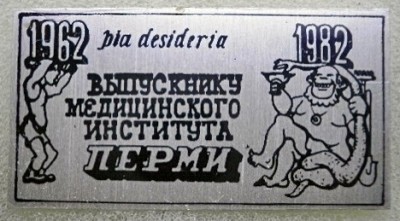 1962 pia desideria 1982
ВЫПУСКНИКУ
МЕДИЦИНСКОГО
ИНСТИТУТА
ПЕРМИ